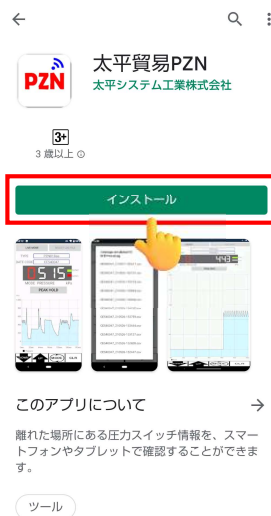 PZN
太平貿易PZN
太平システム工業株式会社
3+
3 歳以上
インストール
PEAK HOLD
このアプリについて
離れた場所にある圧力スイッチ情報を、スマー
トフォンやタブレットで確認することができま
す。
ツール